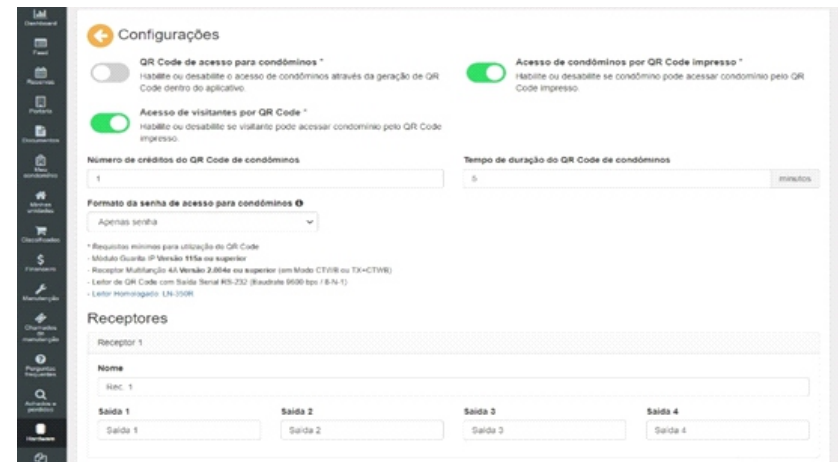 Dashboard
Feed
Reservas
Portaria
Documentos
Meu
condomínio
Minhas
unidades
Classificados
Financeiro
Manutenção
Chamados
de
manutenção
Perguntas
frequentes
Achados e
perdidos
Hardware
Configurações
QR Code de acesso para condôminos *
Habilite ou desabilite o acesso de condôminos através da geração de QR
Code dentro do aplicativo.
Acesso de condôminos por QR Code impresso *
Habilite ou desabilite se condômino pode acessar condomínio pelo QR
Code impresso.
Acesso de visitantes por QR Code *
Habilite ou desabilite se visitante pode acessar condomínio pelo QR Code
impresso.
Número de créditos do QR Code de condôminos
1
Tempo de duração do QR Code de condôminos
5 minutos
Formato da senha de acesso para condôminos
Apenas senha
* Requisitos mínimos para utilização do QR Code
- Módulo Guarita IP Versão 115a ou superior
- Receptor Multifunção 4A Versão 2.004e ou superior (em Modo CTWB ou TX+CTWB)
- Leitor de QR Code com Saída Serial RS-232 (Baudrate 9600 bps / 8-N-1)
- Leitor Homologado: LN-350R
Receptores
Receptor 1
Nome
Rec. 1
Saída 1 Saída 2 Saída 3 Saída 4
Saída 1 Saída 2 Saída 3 Saída 4